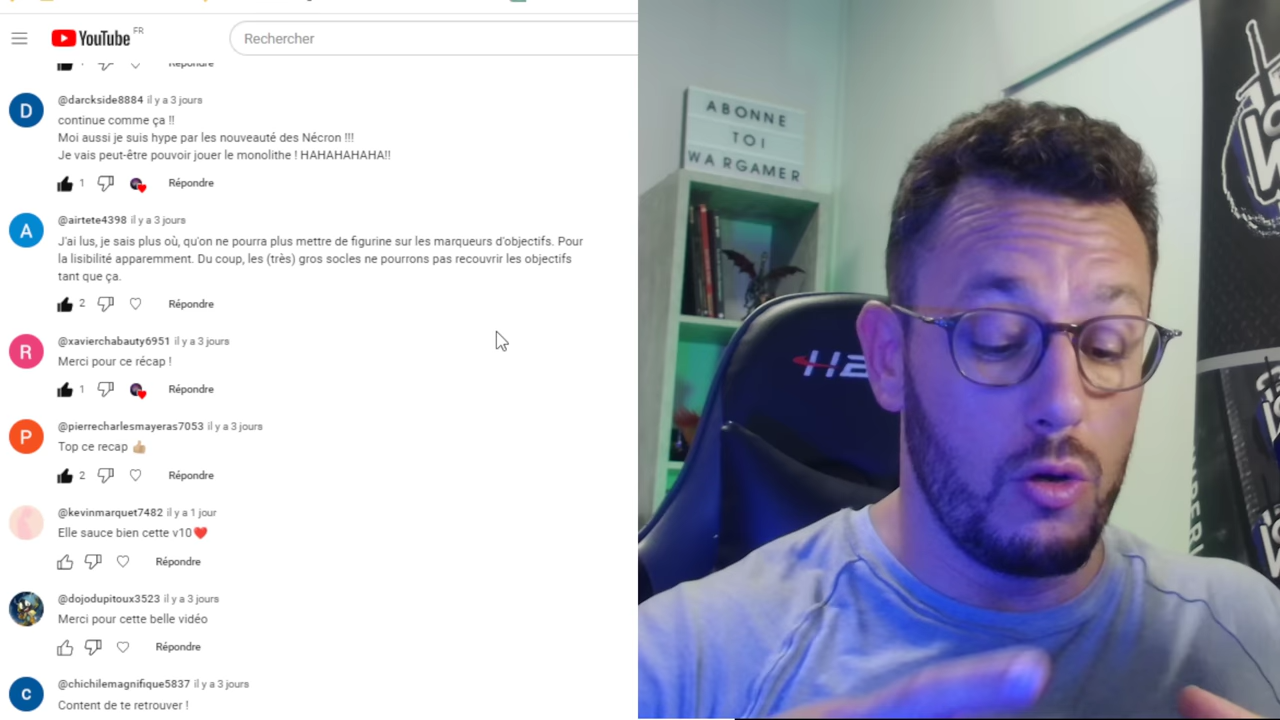 YouTube FR
Rechercher
Répondre
D
@darckside8884 il y a 3 jours
continue comme ça !!
Moi aussi je suis hype par les nouveauté des Nécron !!!
Je vais peut-être pouvoir jouer le monolithe ! HAHAHAHAHA!!
1 Répondre
A
@airtete4398 il y a 3 jours
J'ai lus, je sais plus où, qu'on ne pourra plus mettre de figurine sur les marqueurs d'objectifs. Pour
la lisibilité apparemment. Du coup, les (très) gros socles ne pourrons pas recouvrir les objectifs
tant que ça.
2 Répondre
R
@xavierchabauty6951 il y a 3 jours
Merci pour ce récap !
1 Répondre
P
@pierrecharlesmayeras7053 il y a 3 jours
Top ce recap 👍🏼
2 Répondre
@kevinmarquet7482 il y a 1 jour
Elle sauce bien cette v10❤️
Répondre
@dojodupitoux3523 il y a 3 jours
Merci pour cette belle vidéo
Répondre
C
@chichilemagnifique5837 il y a 3 jours
Content de te retrouver !
ABONNE
TOI
WARGAMER